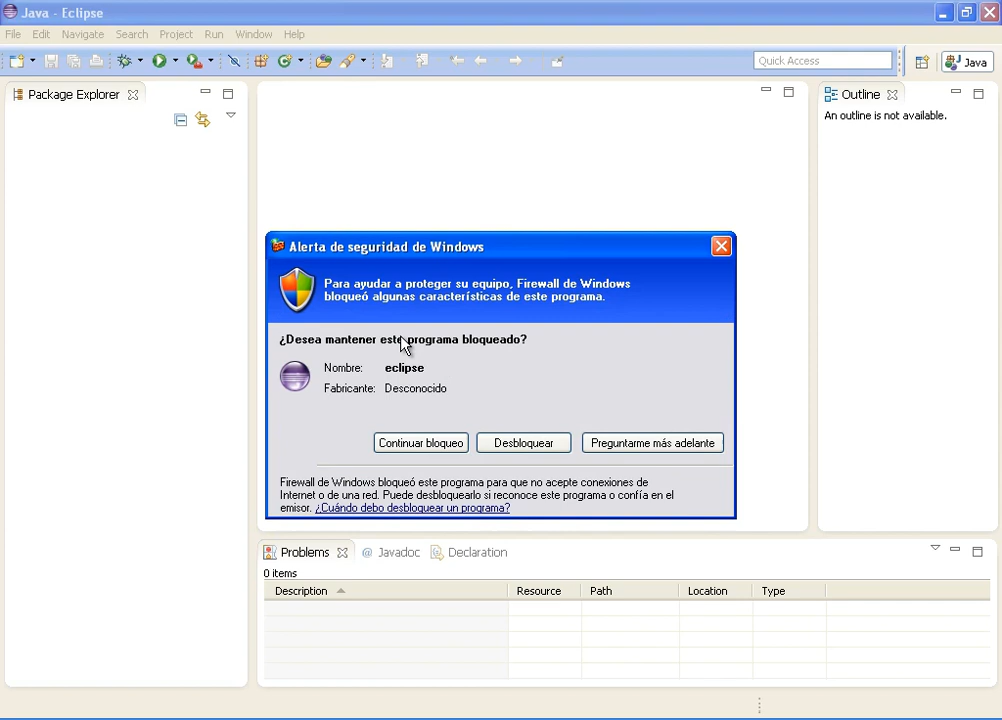 Java - Eclipse
File Edit Navigate Search Project Run Window Help
Quick Access
Java
Package Explorer
Outline
An outline is not available.
Alerta de seguridad de Windows
Para ayudar a proteger su equipo, Firewall de Windows
bloqueó algunas características de este programa.
¿Desea mantener este programa bloqueado?
Nombre: eclipse
Fabricante: Desconocido
Continuar bloqueo Desbloquear Preguntarme más adelante
Firewall de Windows bloqueó este programa para que no acepte conexiones de
Internet o de una red. Puede desbloquearlo si reconoce este programa o confía en el
emisor. ¿Cuándo debo desbloquear un programa?
Problems @ Javadoc Declaration
0 items
Description Resource Path Location Type